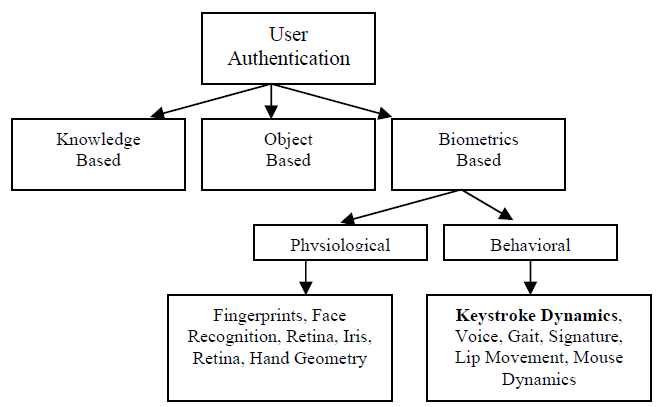 User
Authentication
Knowledge
Based
Object
Based
Biometrics
Based
Physiological
Behavioral
Fingerprints, Face
Recognition, Retina, Iris,
Retina, Hand Geometry
Keystroke Dynamics,
Voice, Gait, Signature,
Lip Movement, Mouse
Dynamics